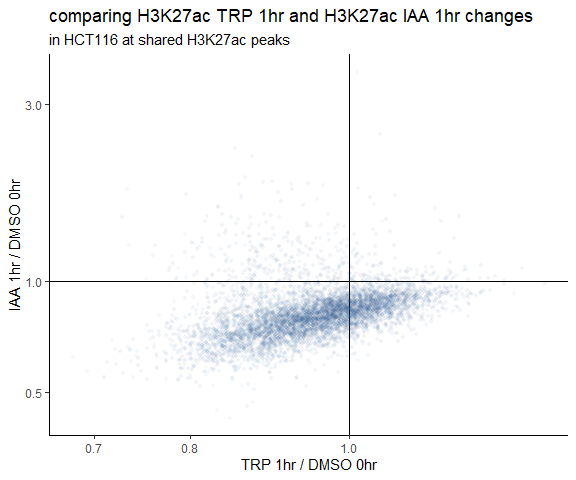 comparing H3K27ac TRP 1hr and H3K27ac IAA 1hr changes
in HCT116 at shared H3K27ac peaks
3.0
1.0
0.5
IAA 1hr / DMSO 0hr
0.7
0.8
1.0
TRP 1hr / DMSO 0hr